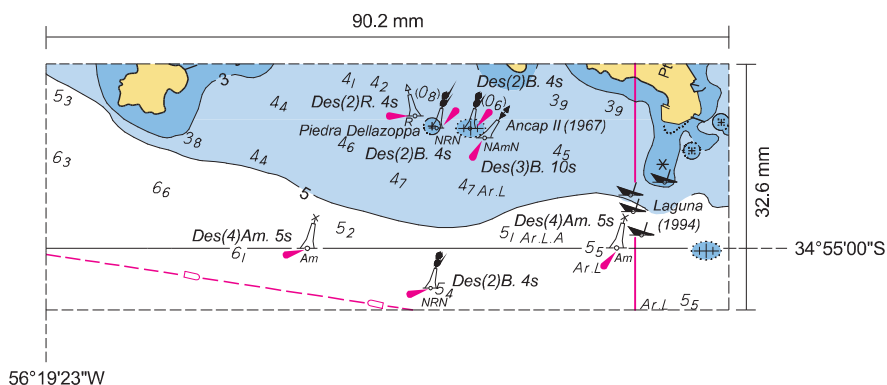 90.2 mm
Pt
5₃
3
4₁
4₂
(0₈)
Des(2)B. 4s
Des(2)R. 4s
(0₆)
3₉
3₉
4₄
R
Piedra Dellazoppa
NRN
Ancap II (1967)
3₈
4₆
NAmN
6₃
4₄
Des(2)B. 4s
4₅
Des(3)B. 10s
32.6 mm
6₆
5
4₇
4₇
Ar.L
Laguna
(1994)
Des(4)Am. 5s
5₂
5₁
Ar.L.A
Des(4)Am. 5s
6₁
Am
5₅
Am
34°55'00"S
Ar.L
Des(2)B. 4s
5₄
NRN
Ar.L
5₅
56°19'23"W